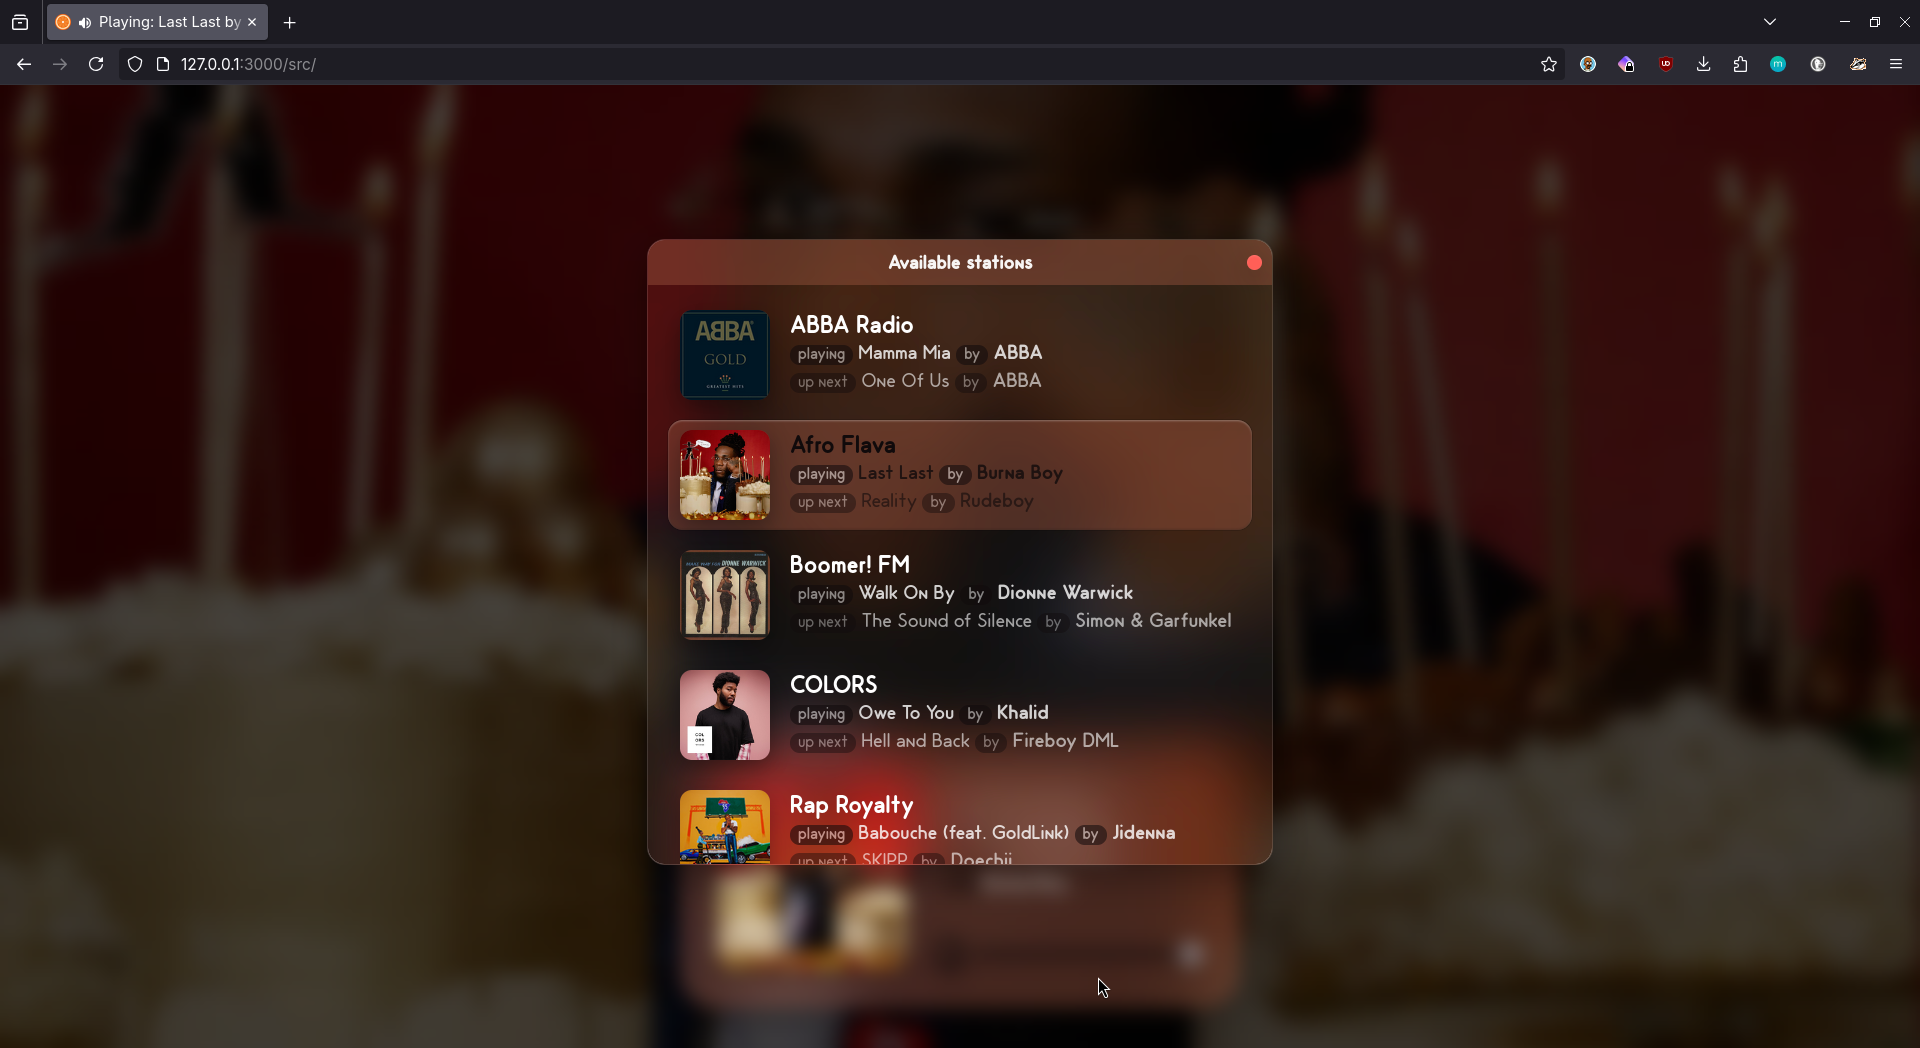 Playing: Last Last by
127.0.0.1:3000/src/
Available stations
ABBA
GOLD
GREATEST HITS
ABBA Radio
playing Mamma Mia by ABBA
up next One Of Us by ABBA
Afro Flava
playing Last Last by Burna Boy
up next Reality by Rudeboy
DIONNE WARWICK
Boomer! FM
playing Walk On By by Dionne Warwick
up next The Sound of Silence by Simon & Garfunkel
COL
ORS
COLORS
playing Owe To You by Khalid
up next Hell and Back by Fireboy DML
Rap Royalty
playing Babouche (feat. GoldLink) by Jidenna
up next SKIPP by Doechii